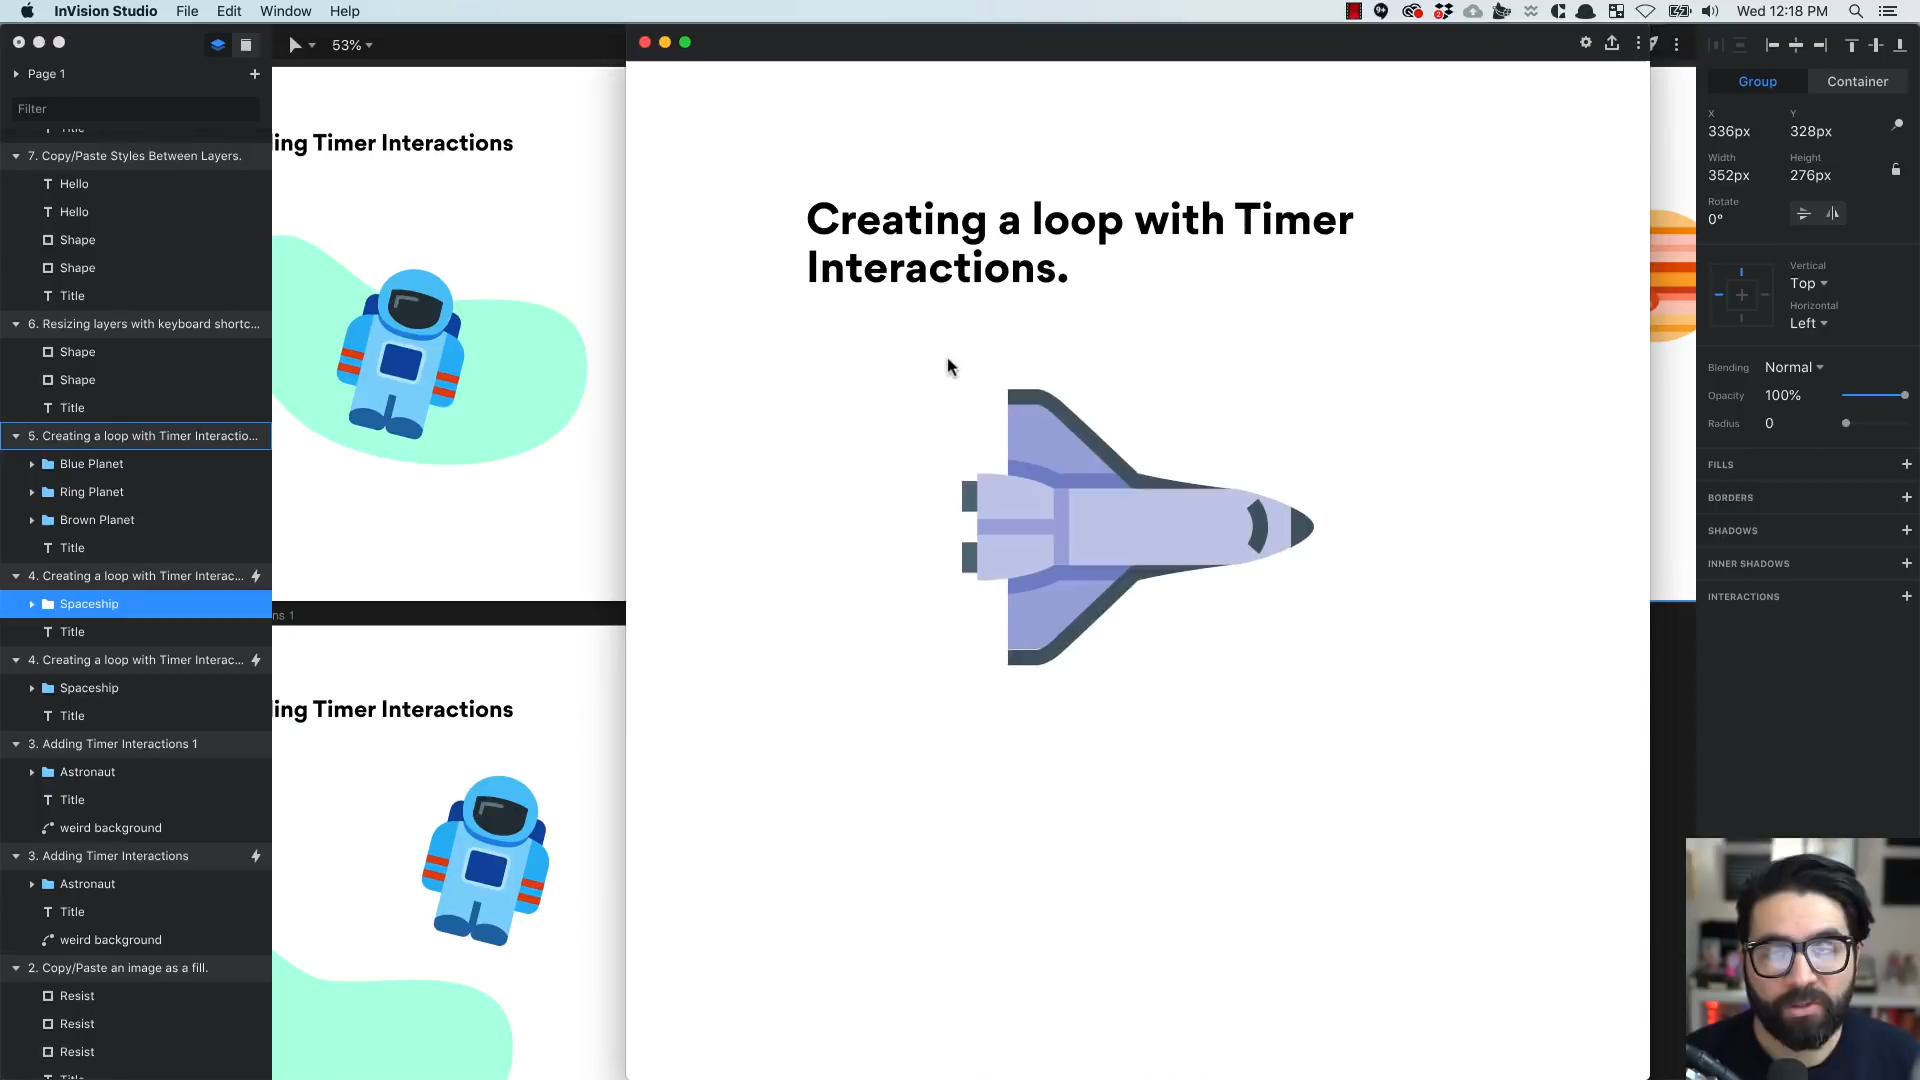 InVision Studio File Edit Window Help
Wed 12:18 PM
53%
Page 1
Filter
7. Copy/Paste Styles Between Layers.
Hello
Hello
Shape
Shape
Title
6. Resizing layers with keyboard shortc...
Shape
Shape
Title
5. Creating a loop with Timer Interactio...
Blue Planet
Ring Planet
Brown Planet
Title
4. Creating a loop with Timer Interac...
Spaceship
Title
4. Creating a loop with Timer Interac...
Spaceship
Title
3. Adding Timer Interactions 1
Astronaut
Title
weird background
3. Adding Timer Interactions
Astronaut
Title
weird background
2. Copy/Paste an image as a fill.
Resist
Resist
Resist
ing Timer Interactions
ns 1
ing Timer Interactions
Creating a loop with Timer
Interactions.
Group Container
X Y
336px 328px
Width Height
352px 276px
Rotate
0°
Vertical
Top
Horizontal
Left
Blending Normal
Opacity 100%
Radius 0
FILLS
BORDERS
SHADOWS
INNER SHADOWS
INTERACTIONS